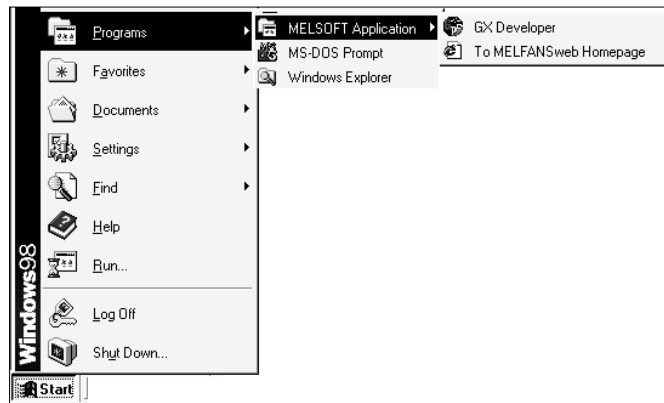 Programs
Favorites
Documents
Settings
Find
Help
Run...
Log Off
Shut Down...
Windows98
Start
MELSOFT Application
MS-DOS Prompt
Windows Explorer
GX Developer
To MELFANSweb Homepage